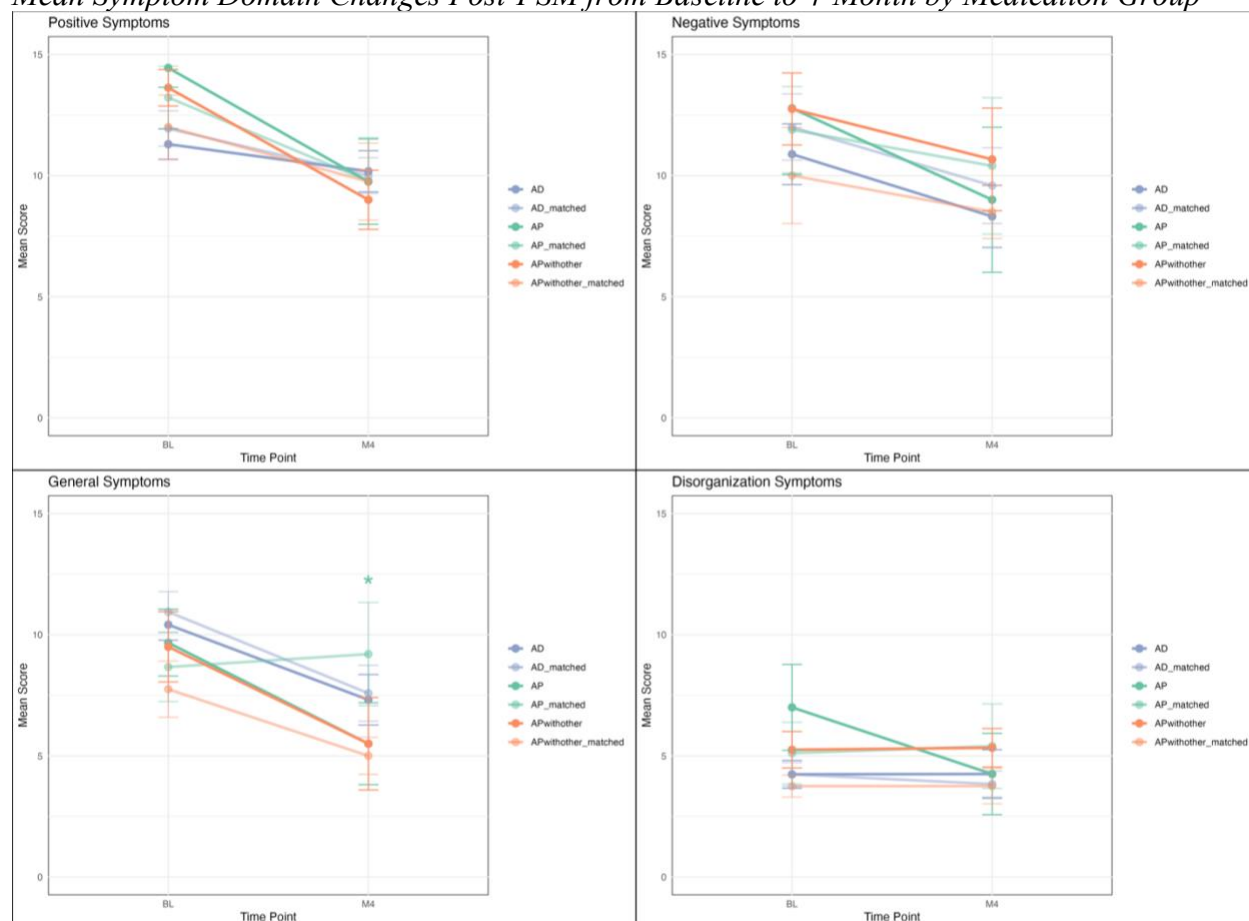 Mean Symptom Domain Changes Post PSM from Baseline to 4 Month by Medication Group
Positive Symptoms
15
10
5
0
Mean Score
BL
M4
Time Point
AD
AD_matched
AP
AP_matched
APwithother
APwithother_matched
Negative Symptoms
15
10
5
0
Mean Score
BL
M4
Time Point
AD
AD_matched
AP
AP_matched
APwithother
APwithother_matched
General Symptoms
15
10
5
0
Mean Score
BL
M4
Time Point
AD
AD_matched
AP
AP_matched
APwithother
APwithother_matched
Disorganization Symptoms
15
10
5
0
Mean Score
BL
M4
Time Point
AD
AD_matched
AP
AP_matched
APwithother
APwithother_matched